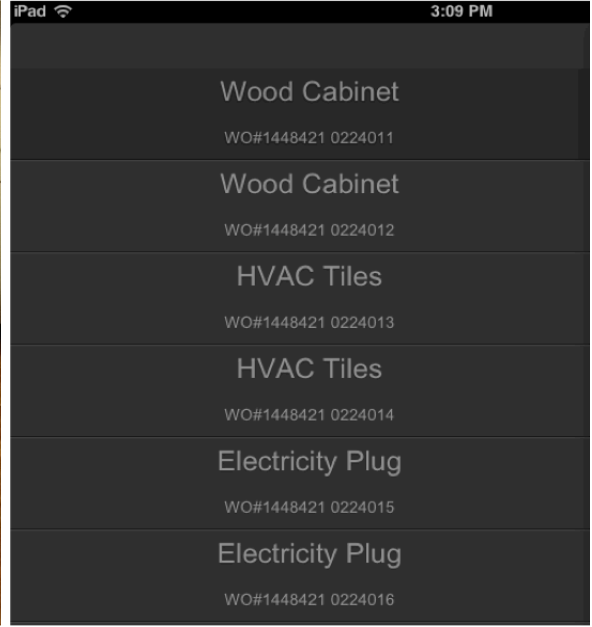 iPad 3:09 PM
Wood Cabinet
WO#1448421 0224011
Wood Cabinet
WO#1448421 0224012
HVAC Tiles
WO#1448421 0224013
HVAC Tiles
WO#1448421 0224014
Electricity Plug
WO#1448421 0224015
Electricity Plug
WO#1448421 0224016